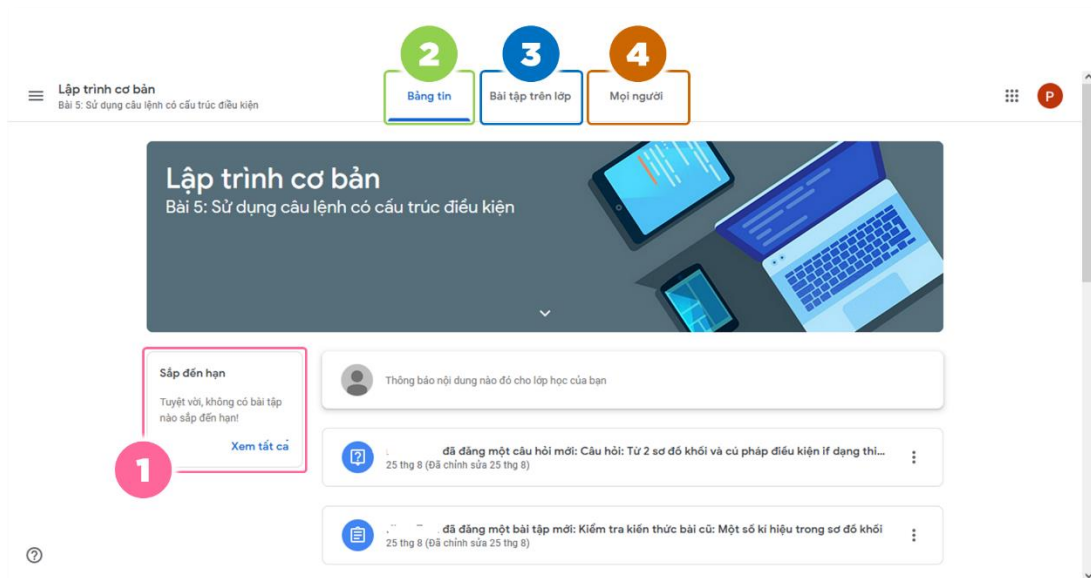 2
3
4
Lập trình cơ bản
Bài 5: Sử dụng câu lệnh có cấu trúc điều kiện
Bảng tin
Bài tập trên lớp
Mọi người
P
Lập trình cơ bản
Bài 5: Sử dụng câu lệnh có cấu trúc điều kiện
Sắp đến hạn
Tuyệt vời, không có bài tập
nào sắp đến hạn!
Xem tất cả
1
Thông báo nội dung nào đó cho lớp học của bạn
đã đăng một câu hỏi mới: Câu hỏi: Từ 2 sơ đồ khối và cú pháp điều kiện if dạng thi...
25 thg 8 (Đã chỉnh sửa 25 thg 8)
đã đăng một bài tập mới: Kiểm tra kiến thức bài cũ: Một số kí hiệu trong sơ đồ khối
25 thg 8 (Đã chỉnh sửa 25 thg 8)